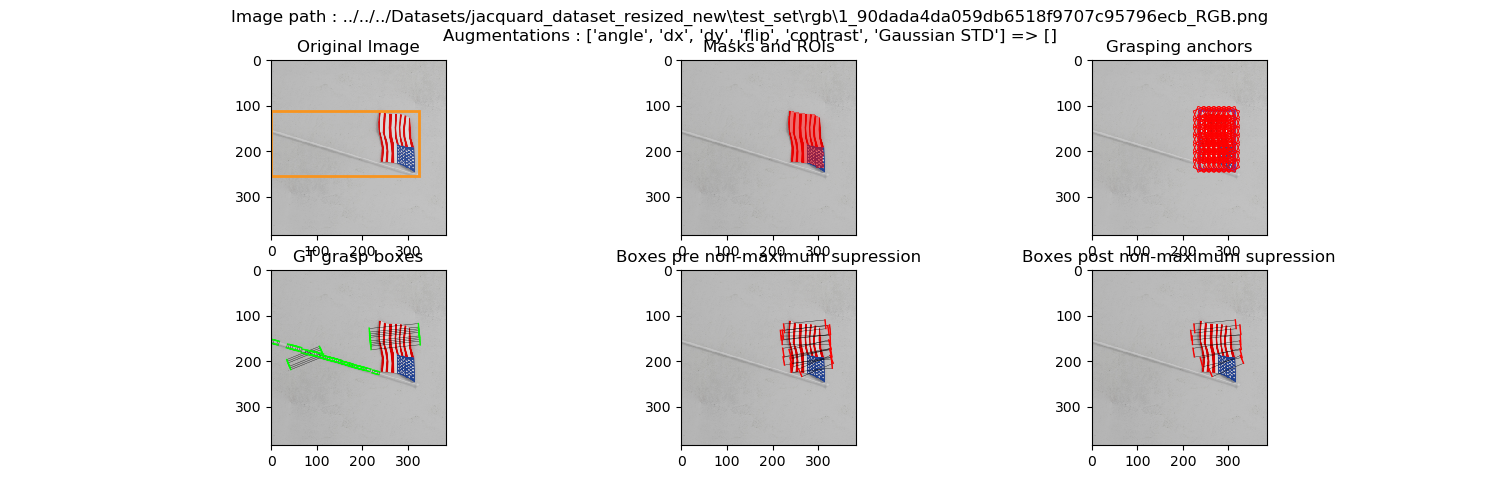 Image path : ../../../Datasets/jacquard_dataset_resized_new\test_set\rgb\1_90dada4da059db6518f9707c95796ecb_RGB.png
Augmentations : ['angle', 'dx', 'dy', 'flip', 'contrast', 'Gaussian STD'] => []
Original Image
Masks and ROIs
Grasping anchors
0
100
200
300
0 100 200 300
0
100
200
300
0 100 200 300
0
100
200
300
0 100 200 300
GT grasp boxes
Boxes pre non-maximum supression
Boxes post non-maximum supression
0
100
200
300
0 100 200 300
0
100
200
300
0 100 200 300
0
100
200
300
0 100 200 300